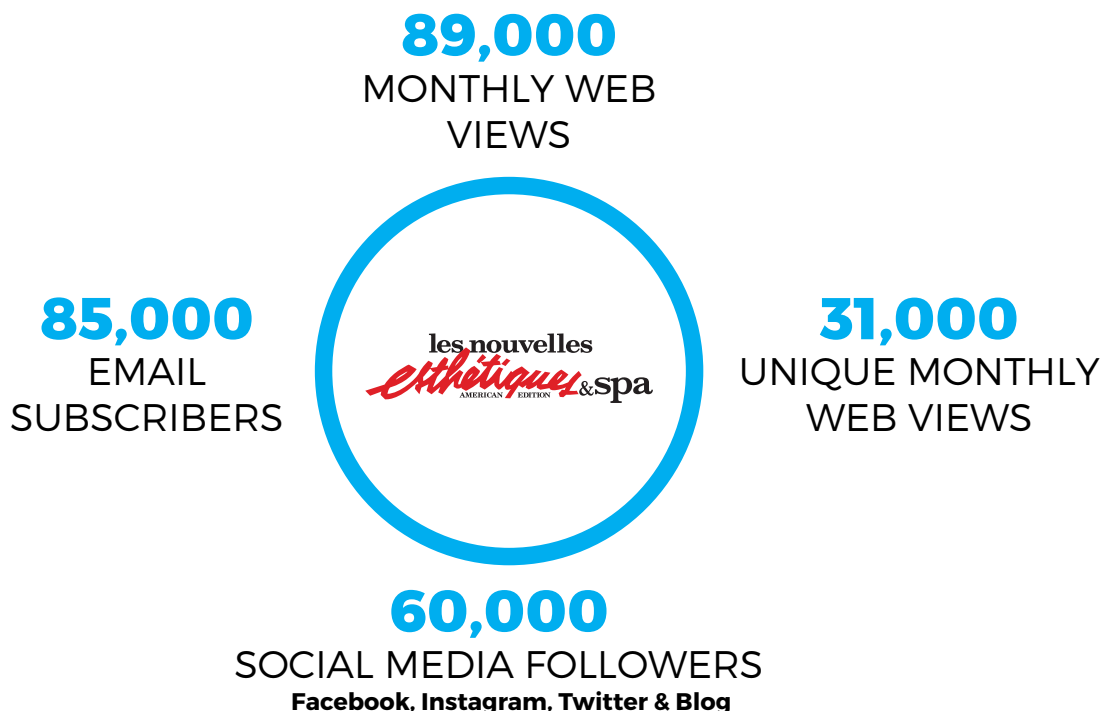 89,000
MONTHLY WEB
VIEWS
85,000
EMAIL
SUBSCRIBERS
les nouvelles
esthétiques &spa
AMERICAN EDITION
31,000
UNIQUE MONTHLY
WEB VIEWS
60,000
SOCIAL MEDIA FOLLOWERS
Facebook, Instagram, Twitter & Blog